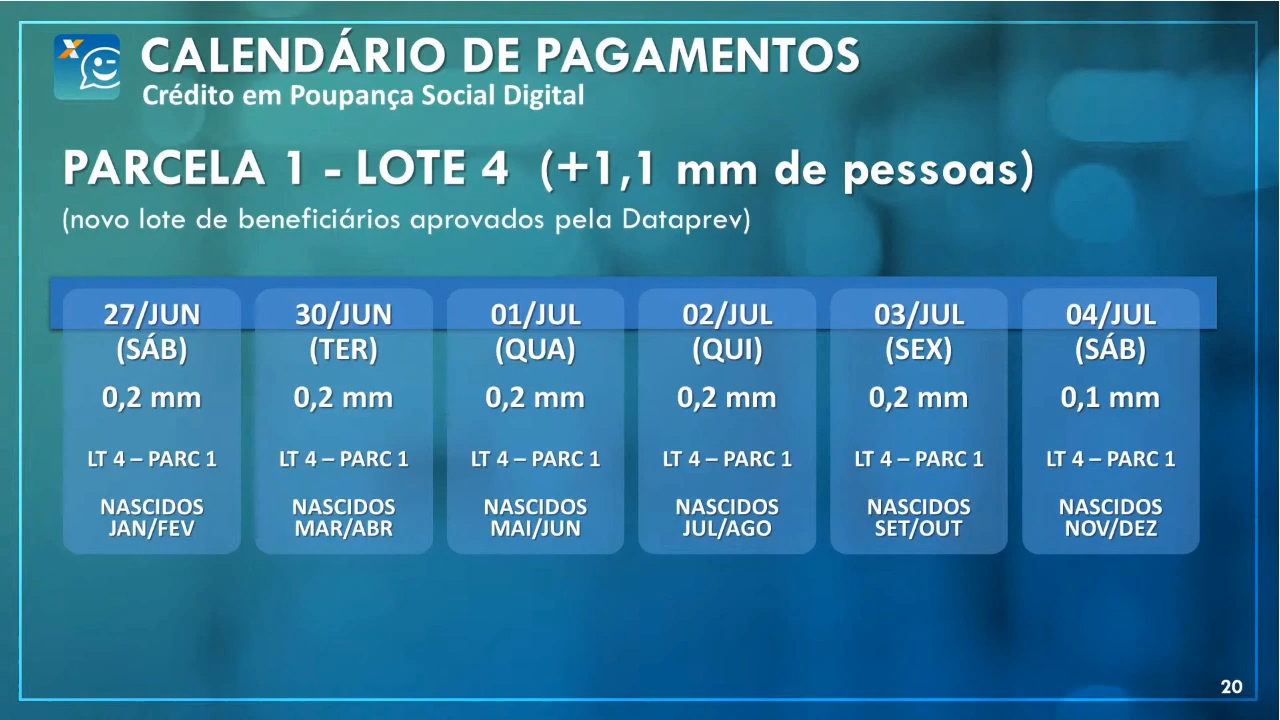 X
CALENDÁRIO DE PAGAMENTOS
Crédito em Poupança Social Digital
PARCELA 1 - LOTE 4 (+1,1 mm de pessoas)
(novo lote de beneficiários aprovados pela Dataprev)
27/JUN
(SÁB)
0,2 mm
LT 4 – PARC 1
NASCIDOS
JAN/FEV
30/JUN
(TER)
0,2 mm
LT 4 – PARC 1
NASCIDOS
MAR/ABR
01/JUL
(QUA)
0,2 mm
LT 4 – PARC 1
NASCIDOS
MAI/JUN
02/JUL
(QUI)
0,2 mm
LT 4 – PARC 1
NASCIDOS
JUL/AGO
03/JUL
(SEX)
0,2 mm
LT 4 – PARC 1
NASCIDOS
SET/OUT
04/JUL
(SÁB)
0,1 mm
LT 4 – PARC 1
NASCIDOS
NOV/DEZ
20